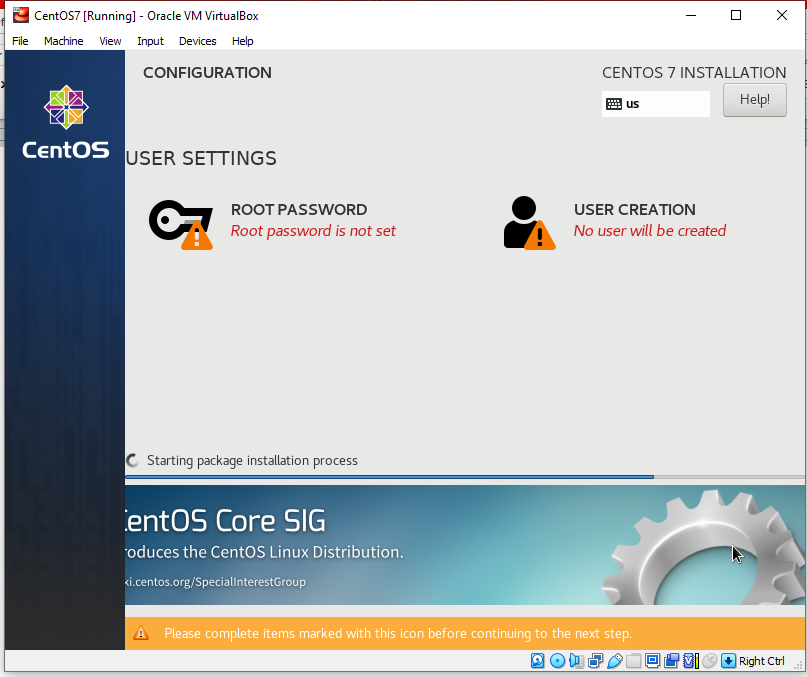 CentOS7 [Running] - Oracle VM VirtualBox
File Machine View Input Devices Help
CONFIGURATION
CENTOS 7 INSTALLATION
us
Help!
CentOS
USER SETTINGS
ROOT PASSWORD
Root password is not set
USER CREATION
No user will be created
Starting package installation process
CentOS Core SIG
roduces the CentOS Linux Distribution.
ki.centos.org/SpecialInterestGroup
Please complete items marked with this icon before continuing to the next step.
Right Ctrl